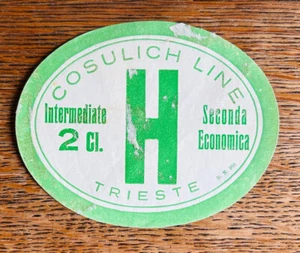 COSULICH LINE
Intermediate
2 Cl.
H
Seconda
Economica
TRIESTE